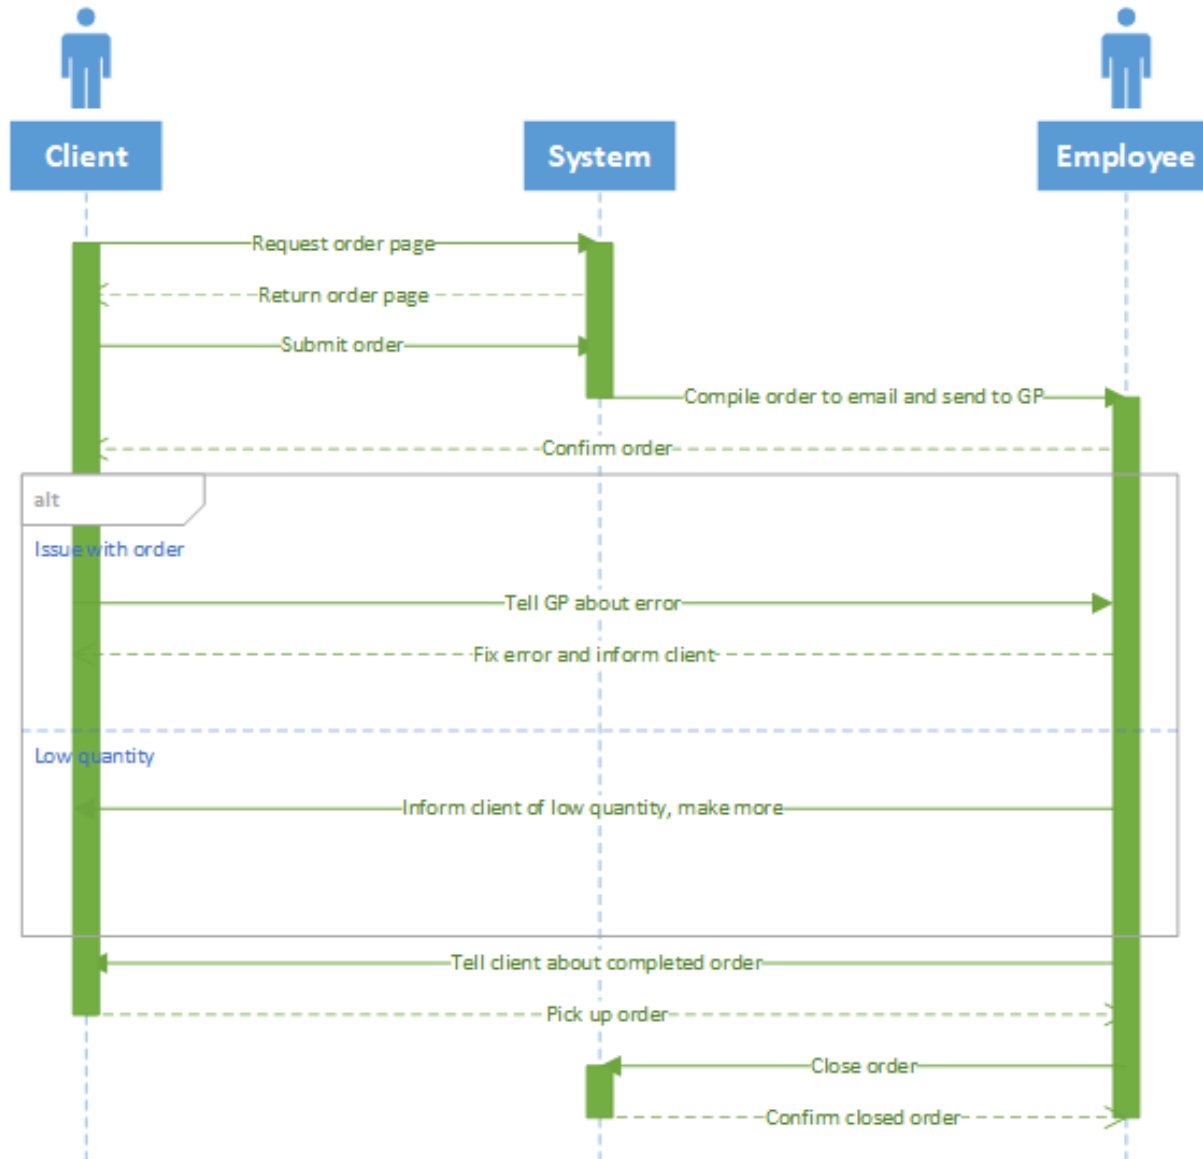 Client
System
Employee
Request order page
Return order page
Submit order
Compile order to email and send to GP
Confirm order
alt
Issue with order
Tell GP about error
Fix error and inform client
Low quantity
Inform client of low quantity, make more
Tell client about completed order
Pick up order
Close order
Confirm closed order